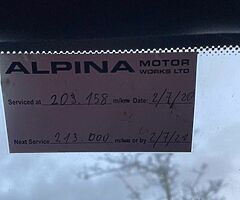 ALPINA MOTOR
WORKS LTD
Serviced at 203.158 m/km Date: 2/7/20
Next Service 213 000 m/km or by 2/7/21